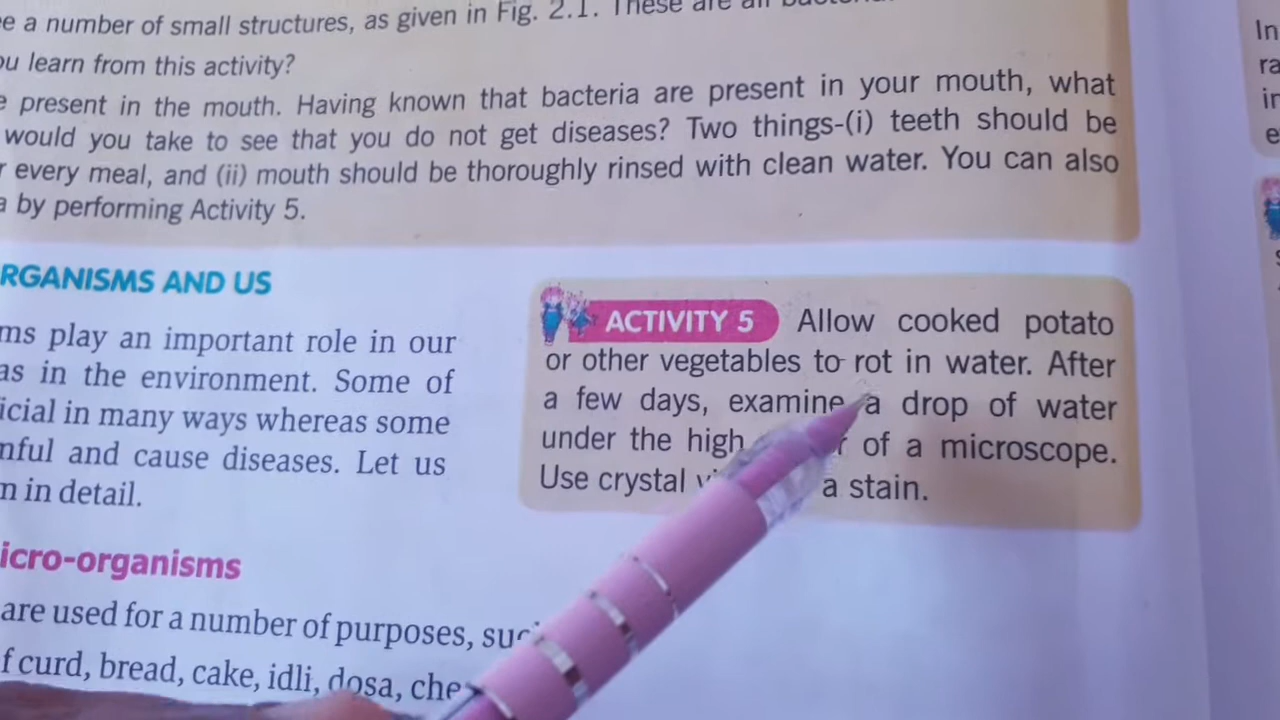 e a number of small structures, as given in Fig. 2.1. These are all
ou learn from this activity?
e present in the mouth. Having known that bacteria are present in your mouth, what
would you take to see that you do not get diseases? Two things-(i) teeth should be
r every meal, and (ii) mouth should be thoroughly rinsed with clean water. You can also
a by performing Activity 5.
RGANISMS AND US
ms play an important role in our
as in the environment. Some of
icial in many ways whereas some
nful and cause diseases. Let us
n in detail.
icro-organisms
are used for a number of purposes, suc
f curd, bread, cake, idli, dosa, che
ACTIVITY 5 Allow cooked potato
or other vegetables to rot in water. After
a few days, examine a drop of water
under the high r of a microscope.
Use crystal a stain.
In
ra
in
e